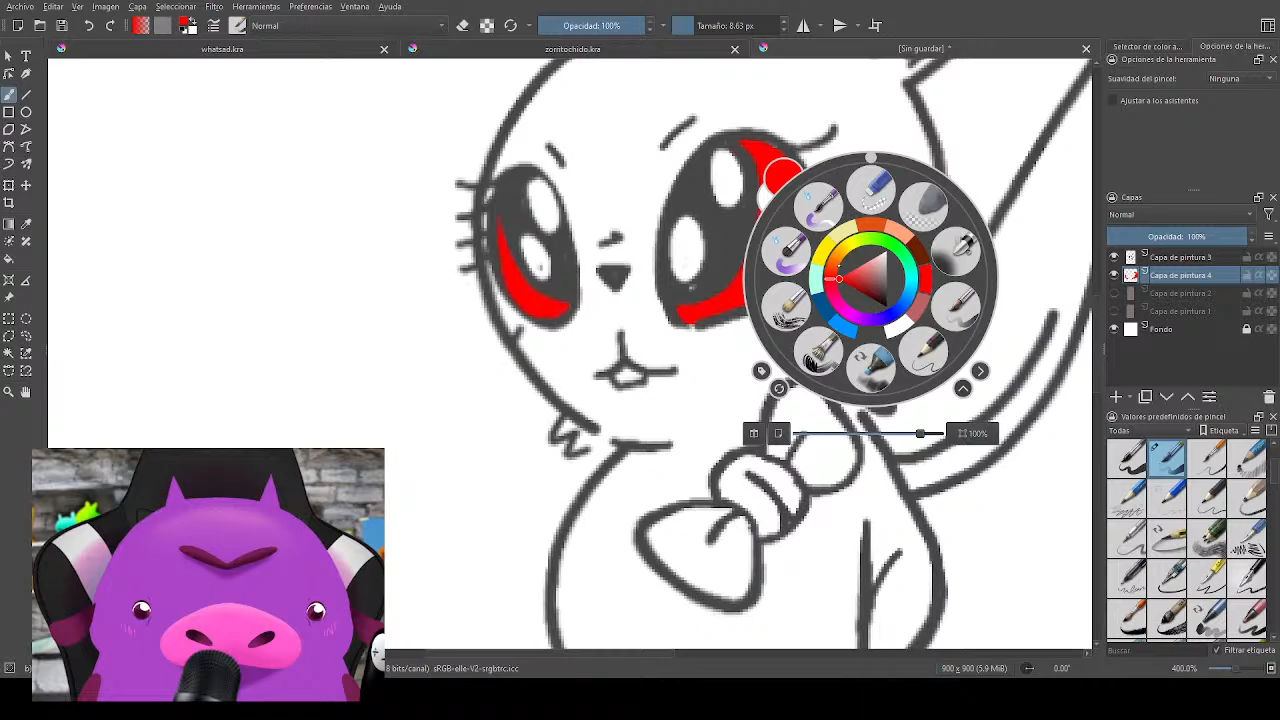 Archivo Editar Ver Imagen Capa Seleccionar Filtro Herramientas Preferencias Ventana Ayuda
Normal
Opacidad: 100%
Tamaño: 8.63 px
whatsad.kra
zorritochido.kra
[Sin guardar] *
Selector de color a...
Opciones de la her...
Opciones de la herramienta
Suavidad del pincel:
Ninguna
Ajustar a los asistentes
Capas
Normal
Opacidad: 100%
Capa de pintura 3
Capa de pintura 4
Capa de pintura 2
Capa de pintura 1
Fondo
100%
Valores predefinidos de pincel
Todas
Etiqueta
Buscar
Filtrar etiqueta
8 bits/canal) sRGB-elle-V2-srgbtrc.icc
900 x 900 (5.9 MiB)
0.00°
400.0%